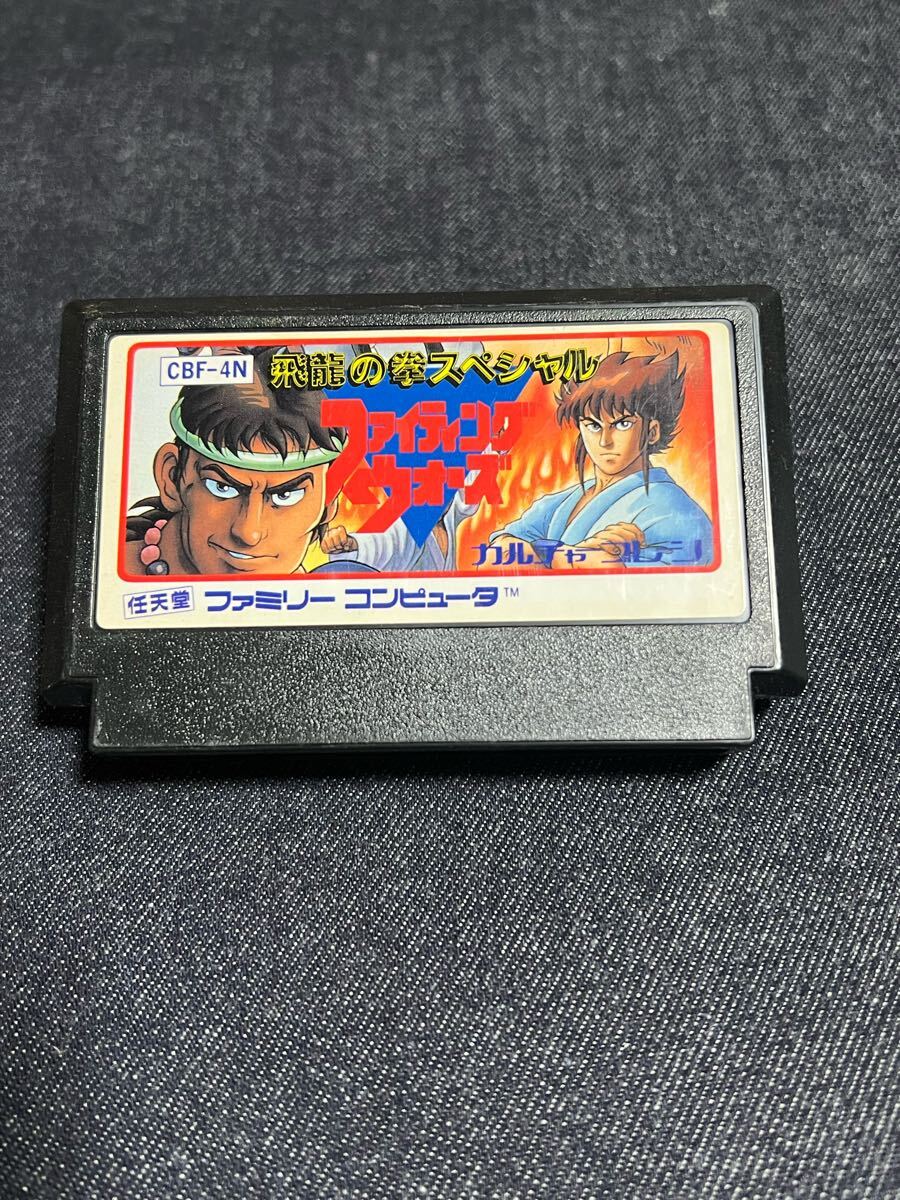 CBF-4N
飛龍の拳スペシャル
ファイティング
ウォーズ
カルチャーブレーン
任天堂 ファミリー コンピュータ™